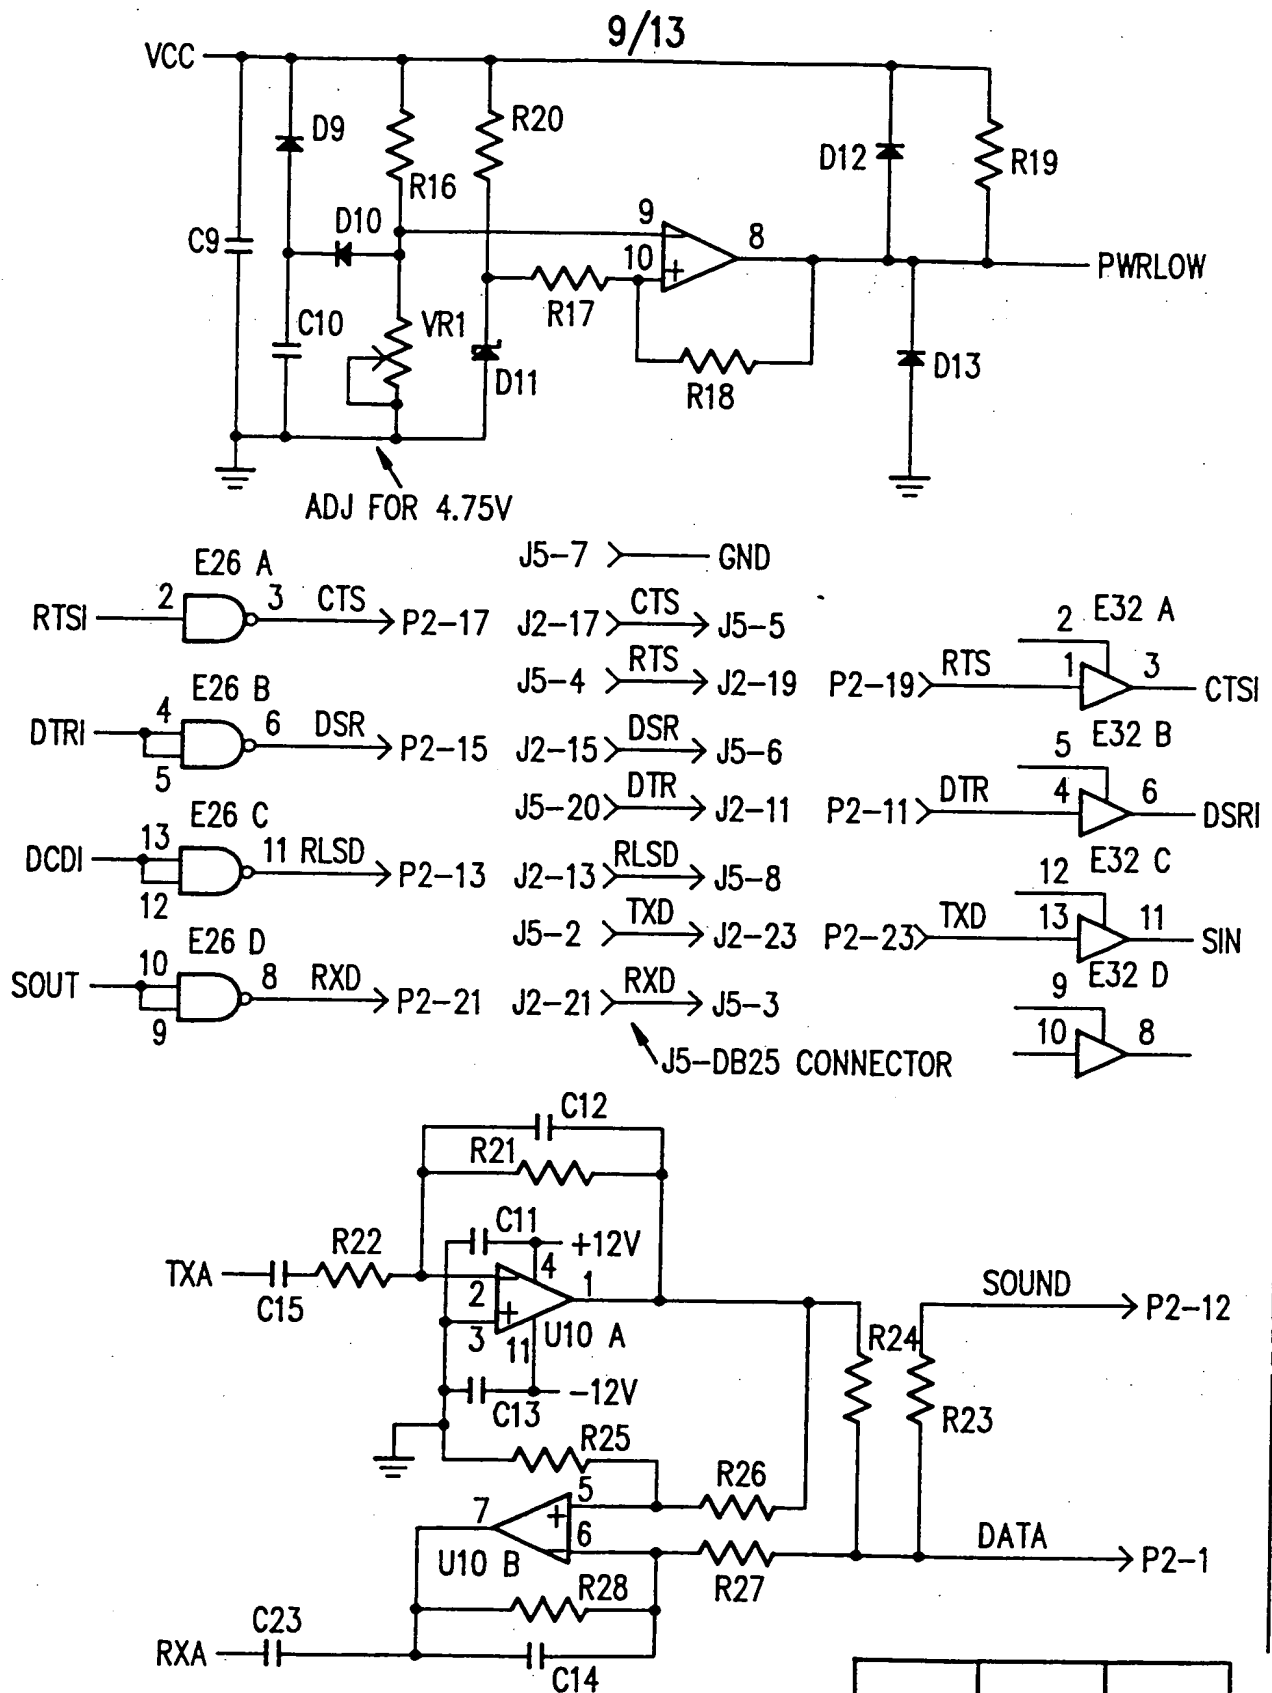 9/13
VCC
D9
R16
R20
D12
R19
C9
D10
9
10
8
PWRLOW
C10
VR1
R17
D11
R18
D13
ADJ FOR 4.75V
J5-7 GND
E26 A
RTSI 2 3 CTS P2-17
J2-17 CTS J5-5
J5-4 RTS J2-19
P2-19 RTS 1 2 E32 A 3 CTSI
E26 B
DTRI 4 5 6 DSR P2-15
J2-15 DSR J5-6
J5-20 DTR J2-11
P2-11 DTR 4 5 E32 B 6 DSRI
E26 C
DCDI 13 12 11 RLSD P2-13
J2-13 RLSD J5-8
J5-2 TXD J2-23
P2-23 TXD 13 12 E32 C 11 SIN
E26 D
SOUT 10 9 8 RXD P2-21
J2-21 RXD J5-3
9 E32 D
10 8
J5-DB25 CONNECTOR
C12
R21
C11
+12V
TXA C15 R22
4
2
3
1
11
U10 A
C13
-12V
SOUND P2-12
R24
R23
R25
R26
5
6
7
U10 B
R27
DATA P2-1
R28
C23
RXA
C14